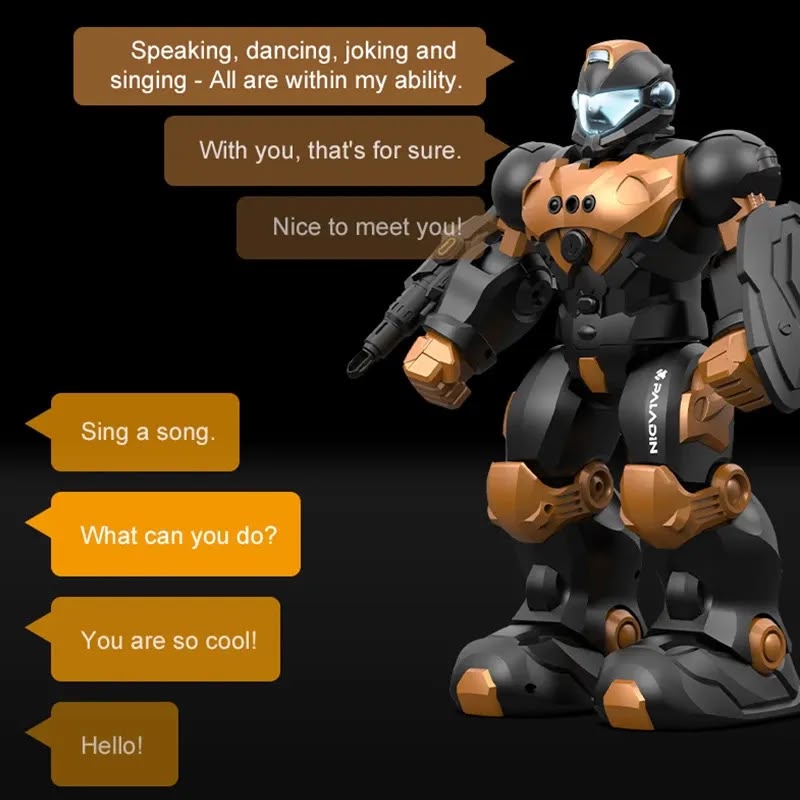 Speaking, dancing, joking and
singing - All are within my ability.
With you, that's for sure.
Nice to meet you!
PALADIN
Sing a song.
What can you do?
You are so cool!
Hello!